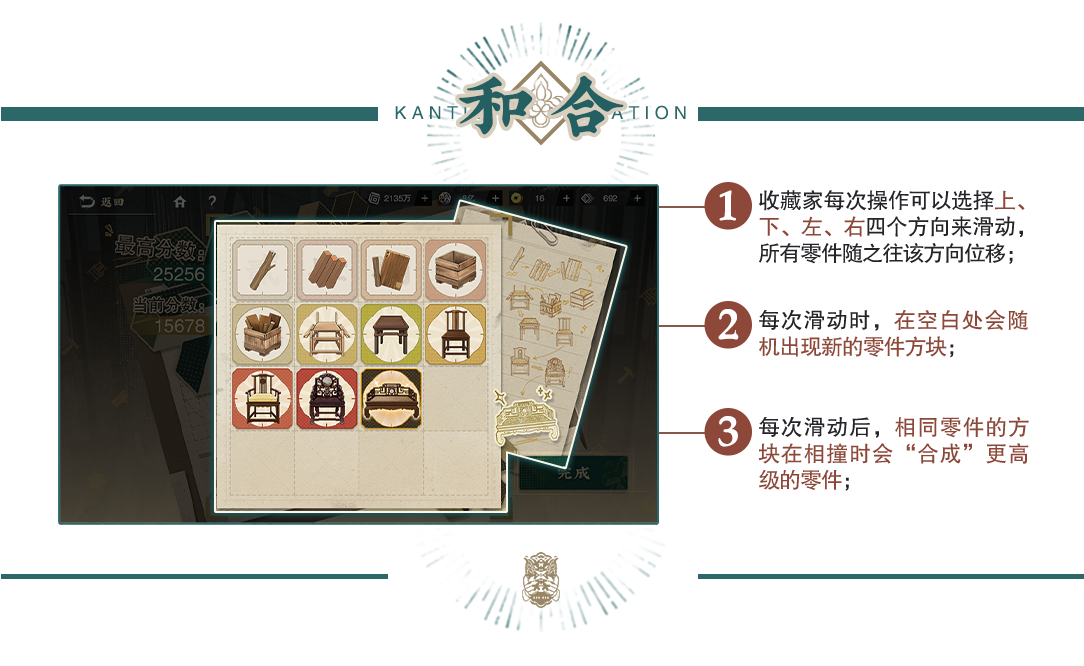 和合
KANT
ATION
返回
?
2135万
16
692
最高分数:
25256
当前分数:
15678
完成
1
收藏家每次操作可以选择上、
下、左、右四个方向来滑动，
所有零件随之往该方向位移；
2
每次滑动时，在空白处会随
机出现新的零件方块；
3
每次滑动后，相同零件的方
块在相撞时会“合成”更高
级的零件；